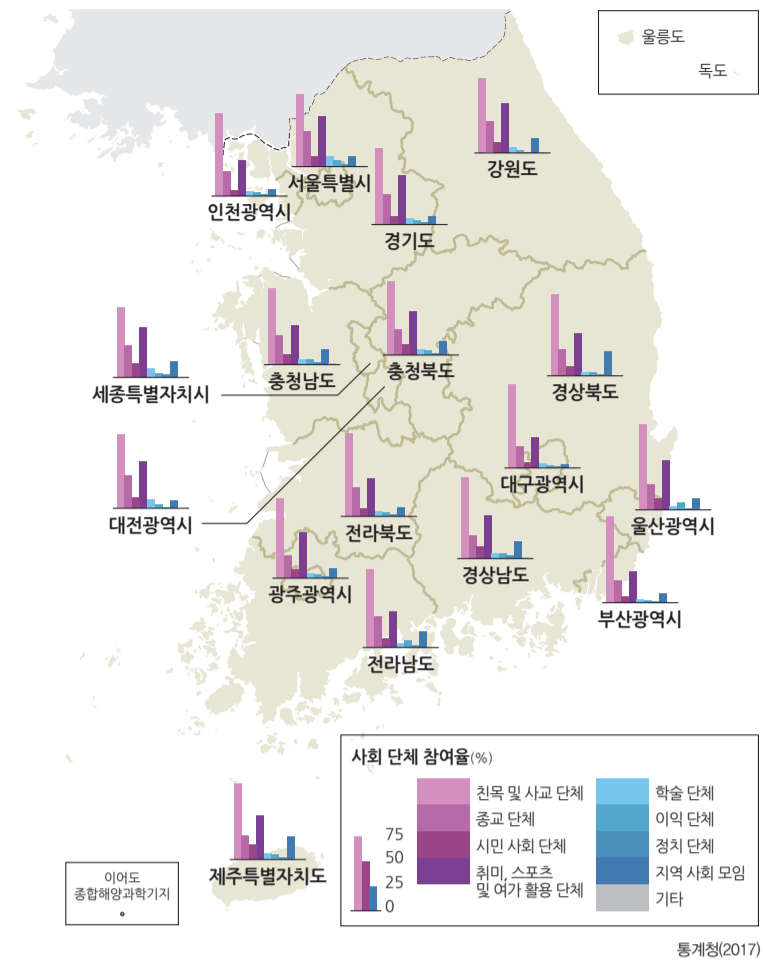 울릉도
독도
강원도
서울특별시
인천광역시
경기도
충청남도
충청북도
세종특별자치시
경상북도
대구광역시
대전광역시
전라북도
울산광역시
경상남도
광주광역시
부산광역시
전라남도
제주특별자치도
이어도
종합해양과학기지
사회 단체 참여율(%)
75
50
25
0
친목 및 사교 단체
종교 단체
시민 사회 단체
취미, 스포츠
및 여가 활용 단체
학술 단체
이익 단체
정치 단체
지역 사회 모임
기타
통계청(2017)